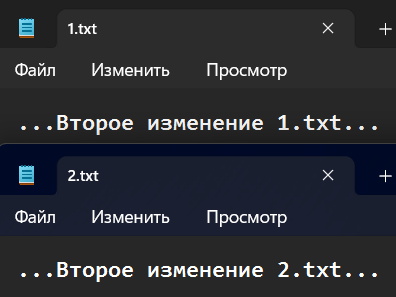 1.txt
Файл Изменить Просмотр
...Второе изменение 1.txt...
2.txt
Файл Изменить Просмотр
...Второе изменение 2.txt...